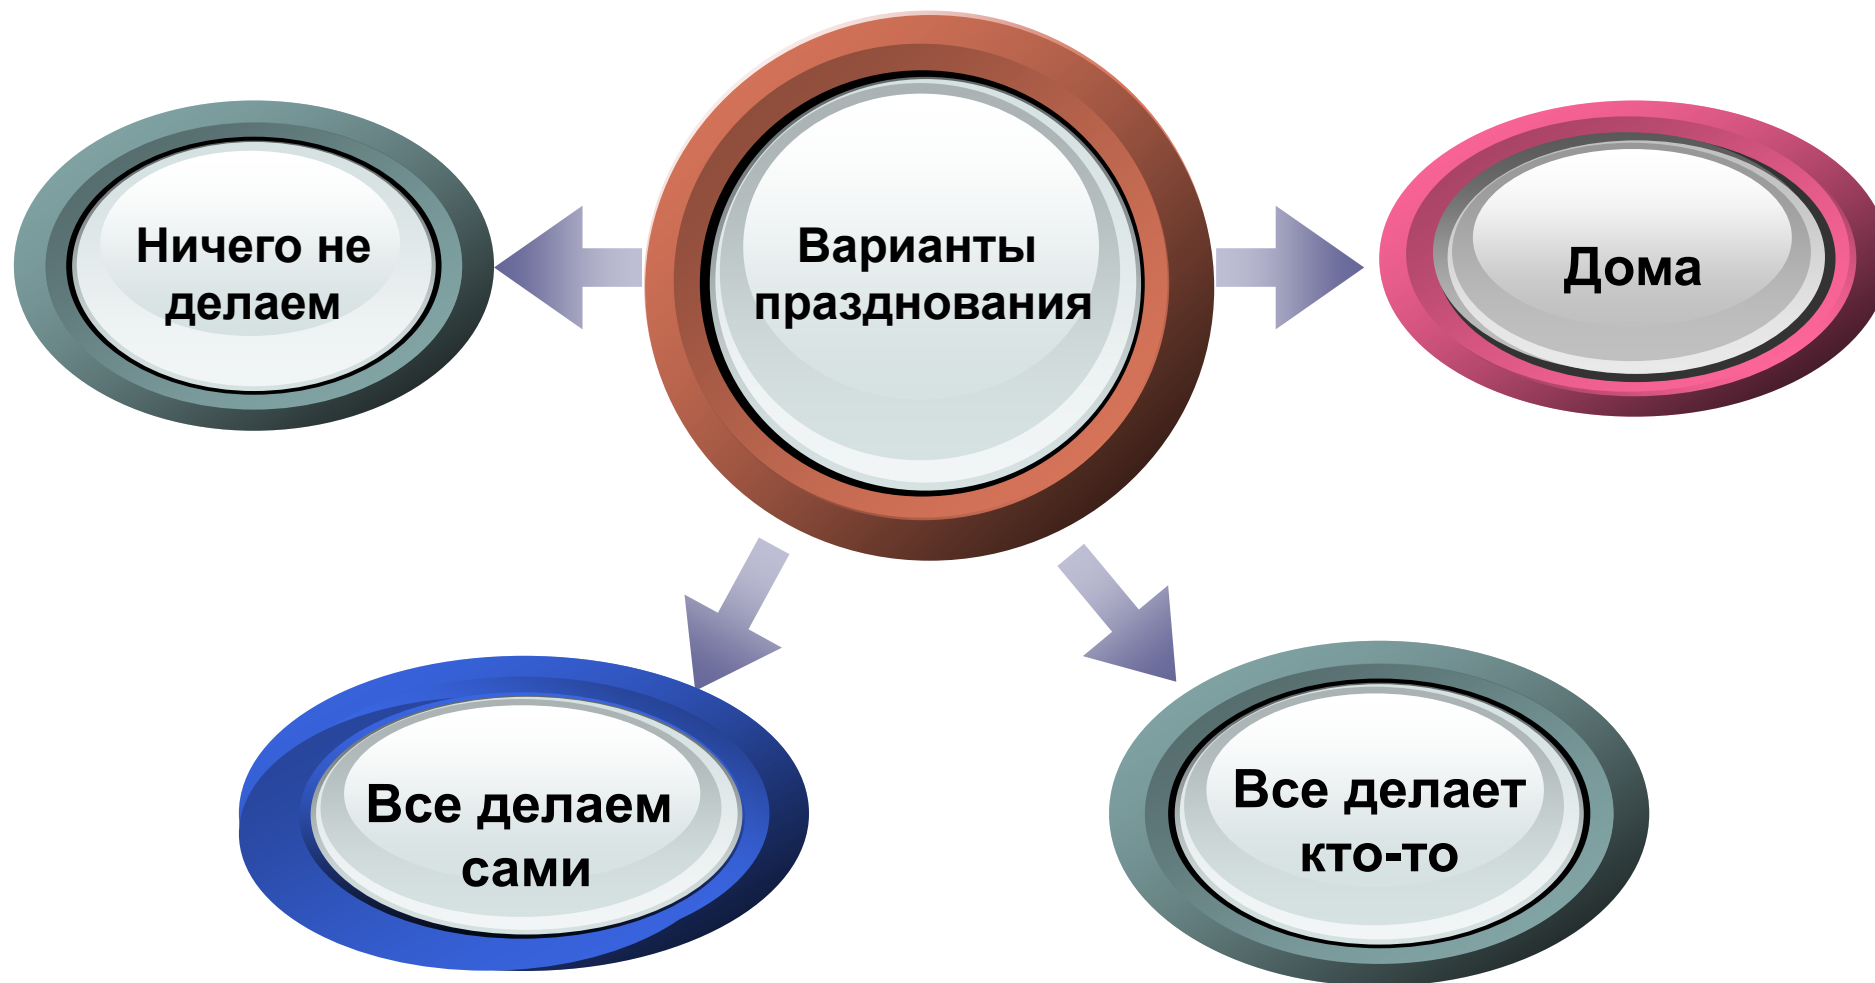 Ничего не
делаем
Варианты
празднования
Дома
Все делаем
сами
Все делает
кто-то